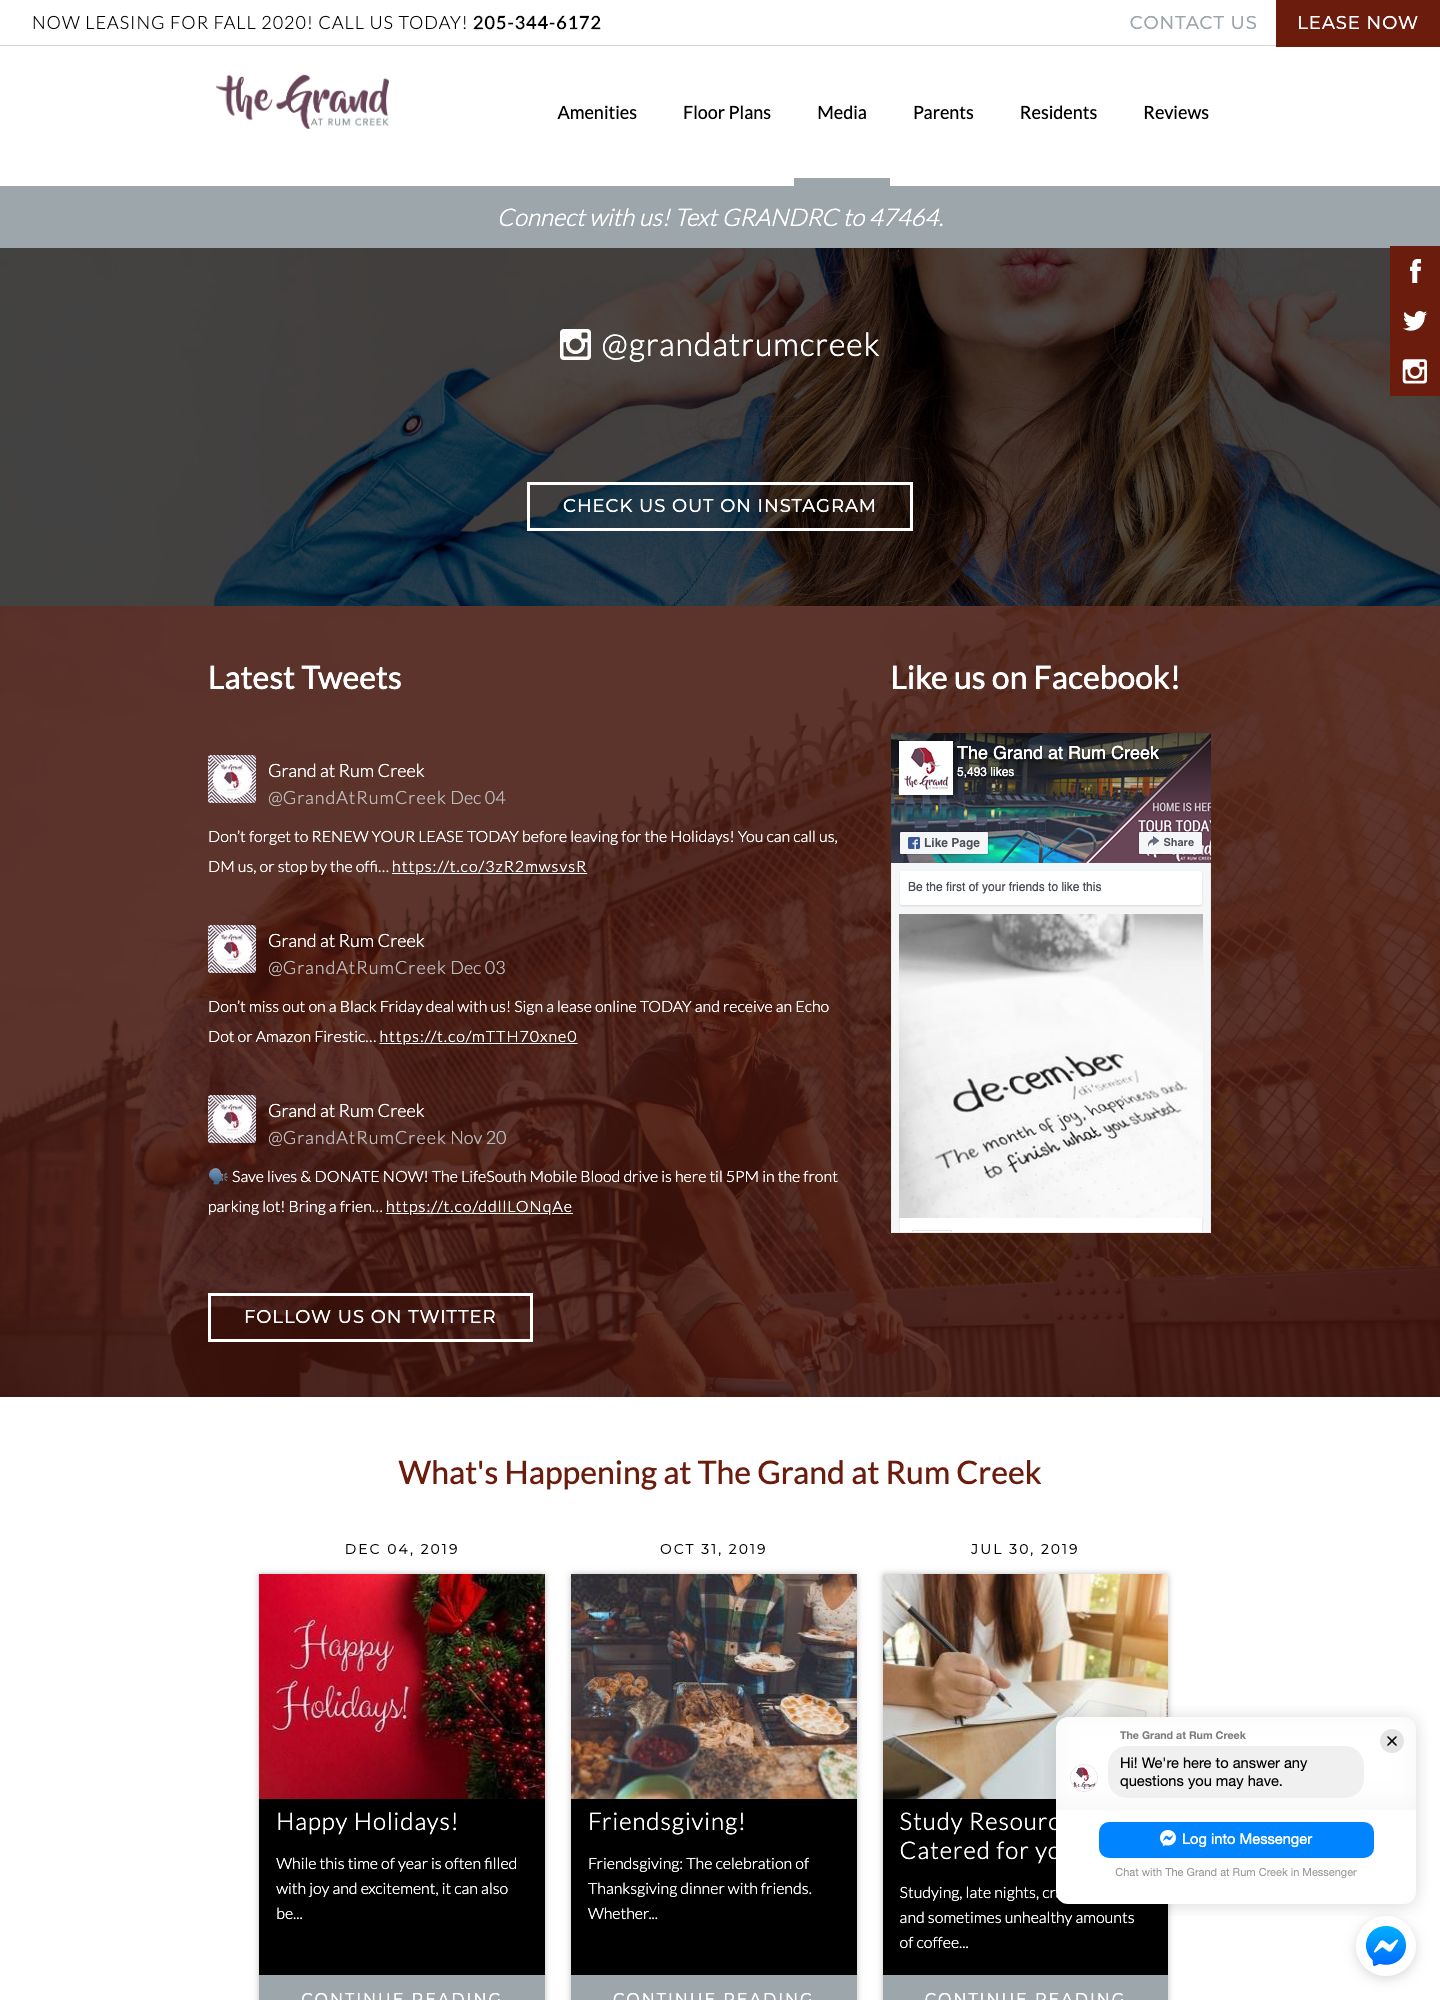 NOW LEASING FOR FALL 2020! CALL US TODAY! 205-344-6172
CONTACT US
LEASE NOW
the Grand
AT RUM CREEK
Amenities
Floor Plans
Media
Parents
Residents
Reviews
Connect with us! Text GRANDRC to 47464.
@grandatrumcreek
CHECK US OUT ON INSTAGRAM
Latest Tweets
Grand at Rum Creek
@GrandAtRumCreek Dec 04
Don't forget to RENEW YOUR LEASE TODAY before leaving for the Holidays! You can call us,
DM us, or stop by the offi... https://t.co/3zR2mwsvsR
Grand at Rum Creek
@GrandAtRumCreek Dec 03
Don't miss out on a Black Friday deal with us! Sign a lease online TODAY and receive an Echo
Dot or Amazon Firestic... https://t.co/mTTH70xne0
Grand at Rum Creek
@GrandAtRumCreek Nov 20
🗣 Save lives & DONATE NOW! The LifeSouth Mobile Blood drive is here til 5PM in the front
parking lot! Bring a frien... https://t.co/ddIlLONqAe
FOLLOW US ON TWITTER
Like us on Facebook!
the Grand
The Grand at Rum Creek
5,493 likes
HOME IS HER
TOUR TODA
Like Page
Share
Be the first of your friends to like this
de·cem·ber
/di'sember/
The month of joy, happiness and
to finish what you started
What's Happening at The Grand at Rum Creek
DEC 04, 2019
Happy
Holidays!
Happy Holidays!
While this time of year is often filled
with joy and excitement, it can also
be...
CONTINUE READING
OCT 31, 2019
Friendsgiving!
Friendsgiving: The celebration of
Thanksgiving dinner with friends.
Whether...
CONTINUE READING
JUL 30, 2019
Study Resourc
Catered for yo
Studying, late nights, cr
and sometimes unhealthy amounts
of coffee...
CONTINUE READING
The Grand at Rum Creek
Hi! We're here to answer any
questions you may have.
Log into Messenger
Chat with The Grand at Rum Creek in Messenger